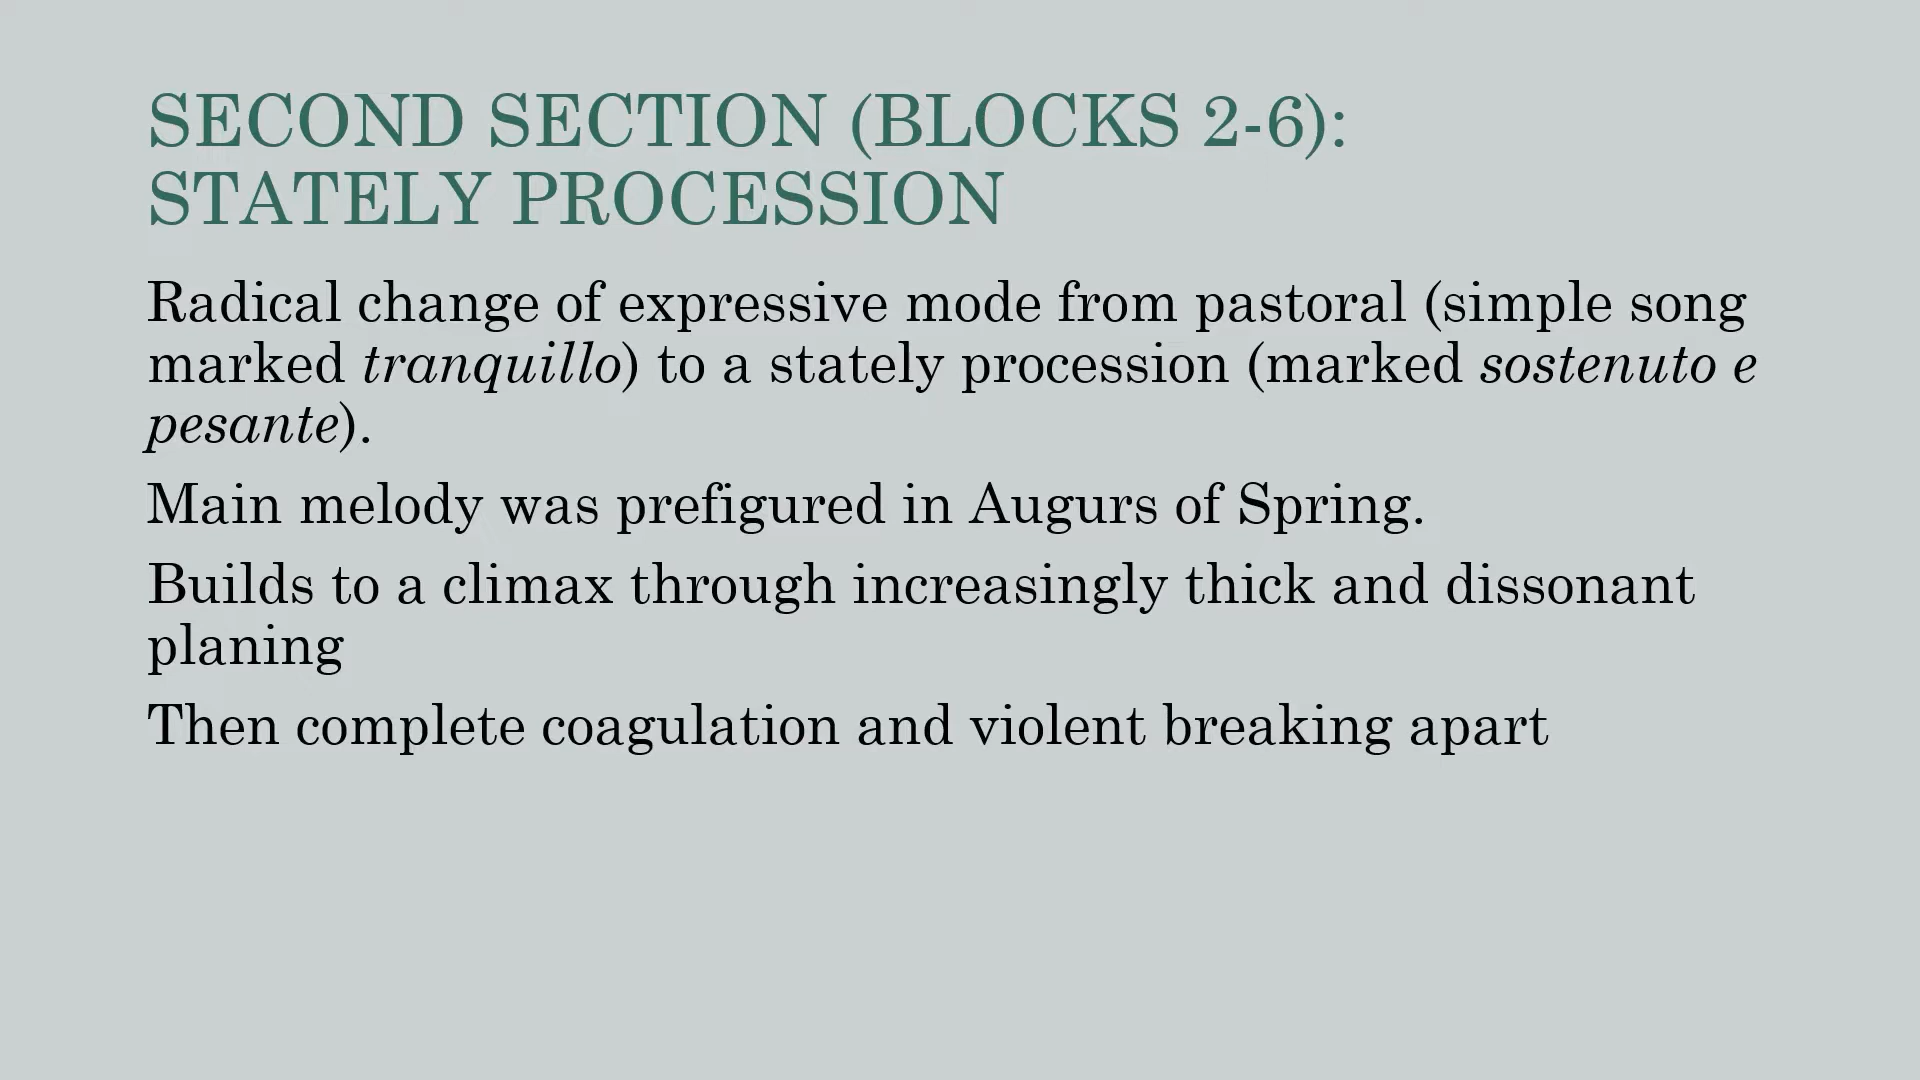 SECOND SECTION (BLOCKS 2-6):
STATELY PROCESSION
Radical change of expressive mode from pastoral (simple song
marked tranquillo) to a stately procession (marked sostenuto e
pesante).
Main melody was prefigured in Augurs of Spring.
Builds to a climax through increasingly thick and dissonant
planing
Then complete coagulation and violent breaking apart